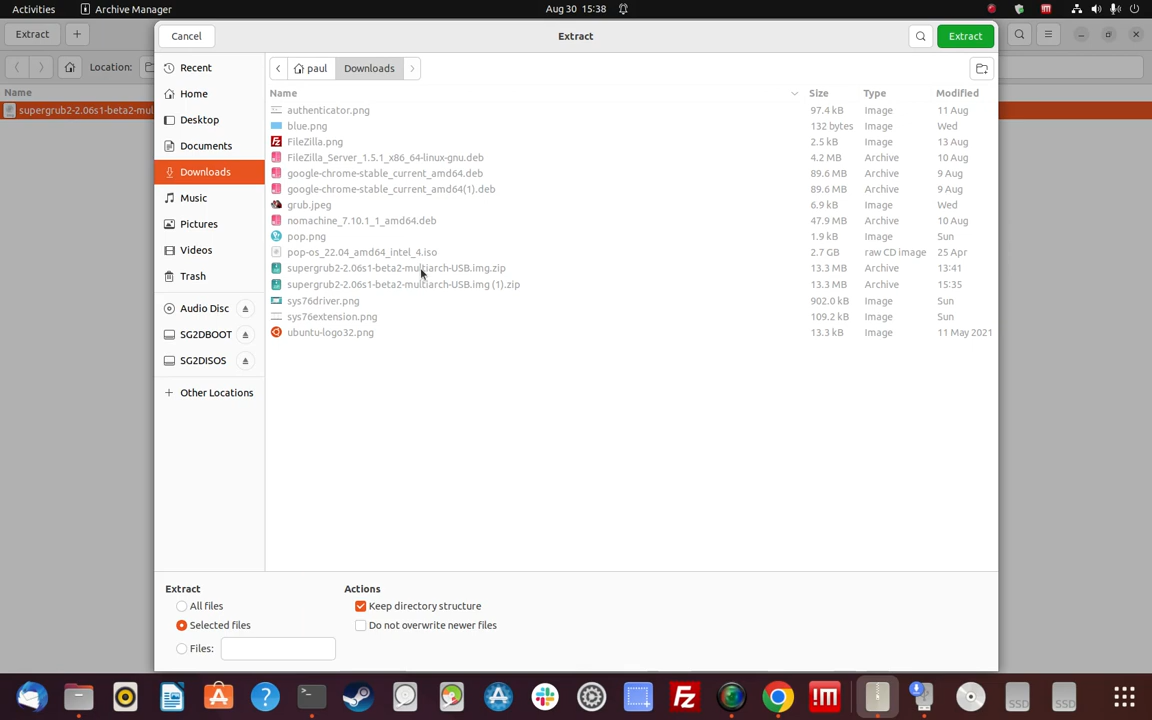 Activities Archive Manager Aug 30 15:38
Extract +
Cancel Extract Extract
Location:
paul Downloads
Name
Name Size Type Modified
supergrub2-2.06s1-beta2-mul
Recent
Home
Desktop
Documents
Downloads
Music
Pictures
Videos
Trash
Audio Disc
SG2DBOOT
SG2DISOS
+ Other Locations
authenticator.png 97.4 kB Image 11 Aug
blue.png 132 bytes Image Wed
FileZilla.png 2.5 kB Image 13 Aug
FileZilla_Server_1.5.1_x86_64-linux-gnu.deb 4.2 MB Archive 10 Aug
google-chrome-stable_current_amd64.deb 89.6 MB Archive 9 Aug
google-chrome-stable_current_amd64(1).deb 89.6 MB Archive 9 Aug
grub.jpeg 6.9 kB Image Wed
nomachine_7.10.1_1_amd64.deb 47.9 MB Archive 10 Aug
pop.png 1.9 kB Image Sun
pop-os_22.04_amd64_intel_4.iso 2.7 GB raw CD image 25 Apr
supergrub2-2.06s1-beta2-multiarch-USB.img.zip 13.3 MB Archive 13:41
supergrub2-2.06s1-beta2-multiarch-USB.img (1).zip 13.3 MB Archive 15:35
sys76driver.png 902.0 kB Image Sun
sys76extension.png 109.2 kB Image Sun
ubuntu-logo32.png 13.3 kB Image 11 May 2021
Extract
All files
Selected files
Files:
Actions
Keep directory structure
Do not overwrite newer files
Fz !M SSD SSD